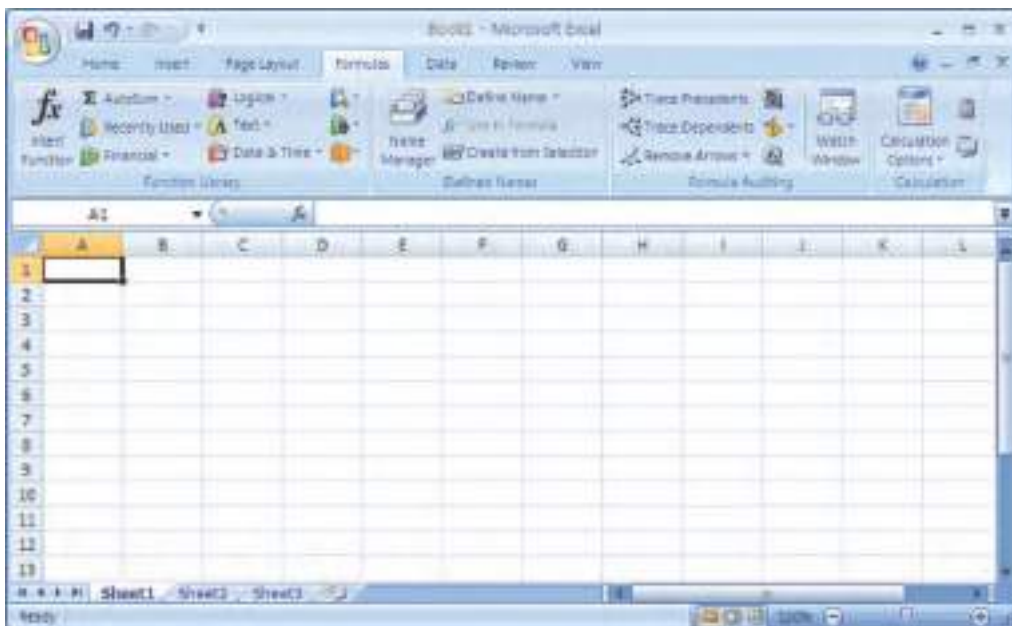 Book1 - Microsoft Excel
Home Insert Page Layout Formulas Data Review View
fx Σ AutoSum Logical Define Name Trace Precedents
Insert Function Recently Used A Text Name Manager Use in Formula Trace Dependents Watch Window Calculation Options
Financial Date & Time Create from Selection Remove Arrows
Function Library Defined Names Formula Auditing Calculation
A1 fx
A B C D E F G H I J K L
1
2
3
4
5
6
7
8
9
10
11
12
13
Sheet1 Sheet2 Sheet3
Ready 100%